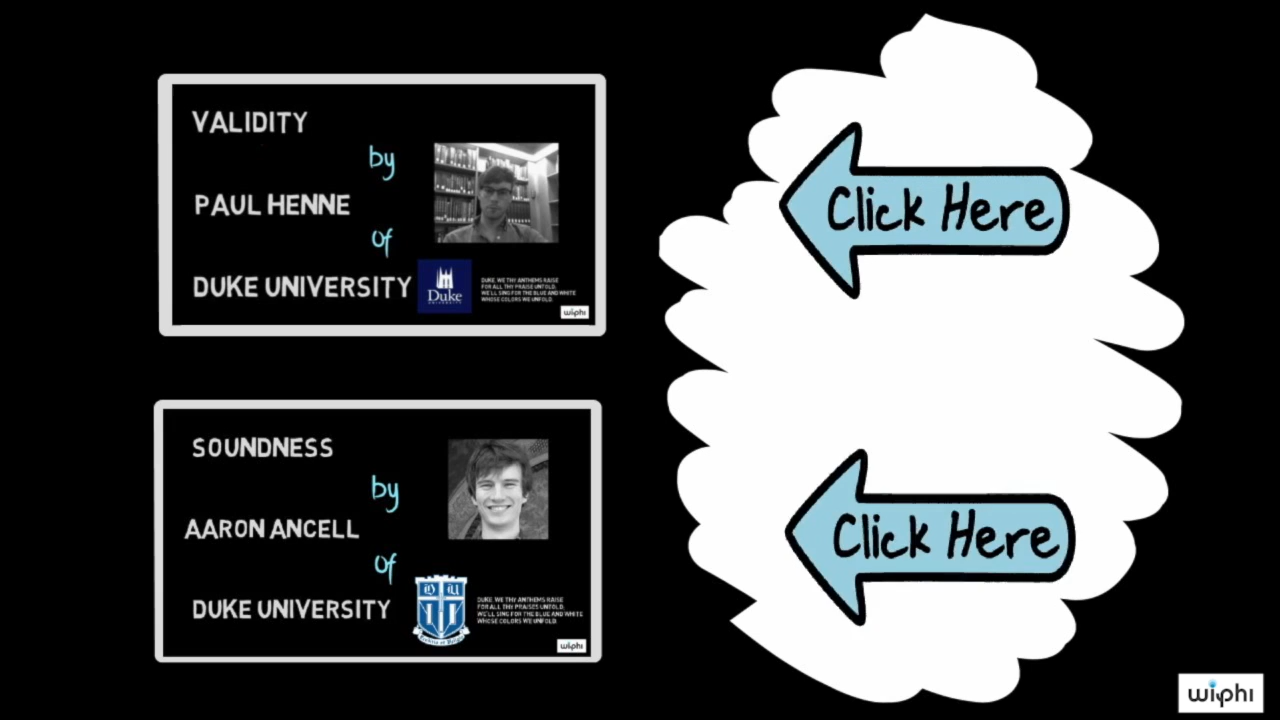 VALIDITY
by
PAUL HENNE
of
DUKE UNIVERSITY
Duke
UNIVERSITY
DUKE, WE THY ANTHEMS RAISE
FOR ALL THY PRAISE UNTOLD.
WE'LL SING FOR THE BLUE AND WHITE
WHOSE COLORS WE UNFOLD.
wiphi
Click Here
SOUNDNESS
by
AARON ANCELL
of
DUKE UNIVERSITY
DUKE, WE THY ANTHEMS RAISE
FOR ALL THY PRAISES UNTOLD,
WE'LL SING FOR THE BLUE AND WHITE
WHOSE COLORS WE UNFOLD.
wiphi
Click Here
wiphi